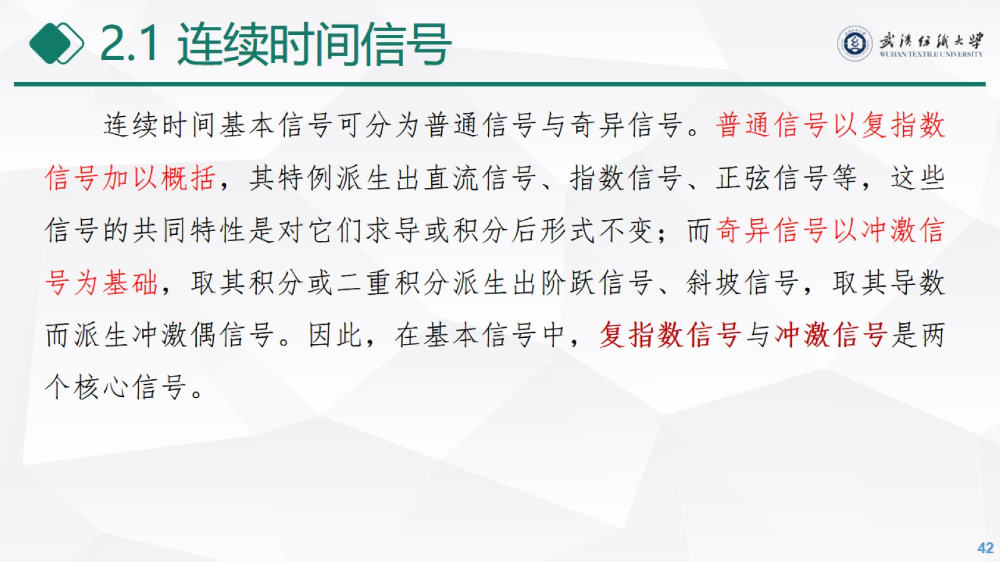 2.1 连续时间信号
武汉纺织大学
WUHAN TEXTILE UNIVERSITY
连续时间基本信号可分为普通信号与奇异信号。普通信号以复指数
信号加以概括，其特例派生出直流信号、指数信号、正弦信号等，这些
信号的共同特性是对它们求导或积分后形式不变；而奇异信号以冲激信
号为基础，取其积分或二重积分派生出阶跃信号、斜坡信号，取其导数
而派生冲激偶信号。因此，在基本信号中，复指数信号与冲激信号是两
个核心信号。
42